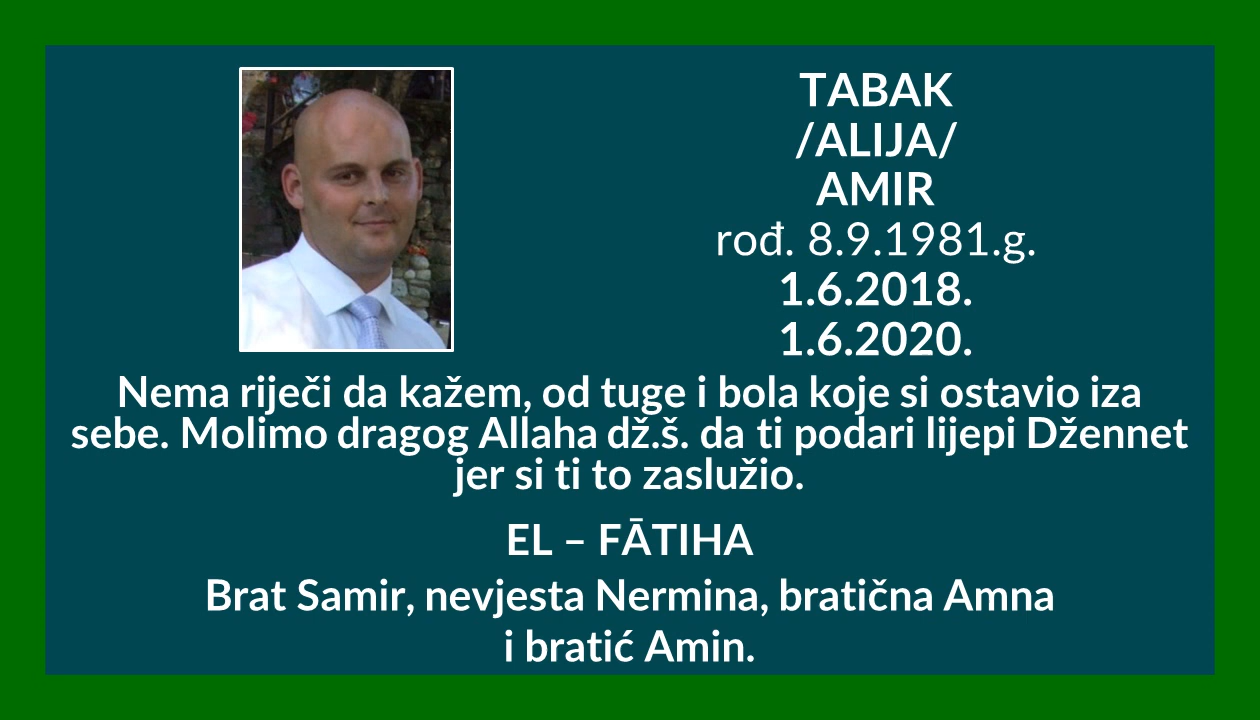 TABAK
/ALIJA/
AMIR
rođ. 8.9.1981.g.
1.6.2018.
1.6.2020.
Nema riječi da kažem, od tuge i bola koje si ostavio iza
sebe. Molimo dragog Allaha dž.š. da ti podari lijepi Džennet
jer si ti to zaslužio.
EL – FĀTIHA
Brat Samir, nevjesta Nermina, bratična Amna
i bratić Amin.